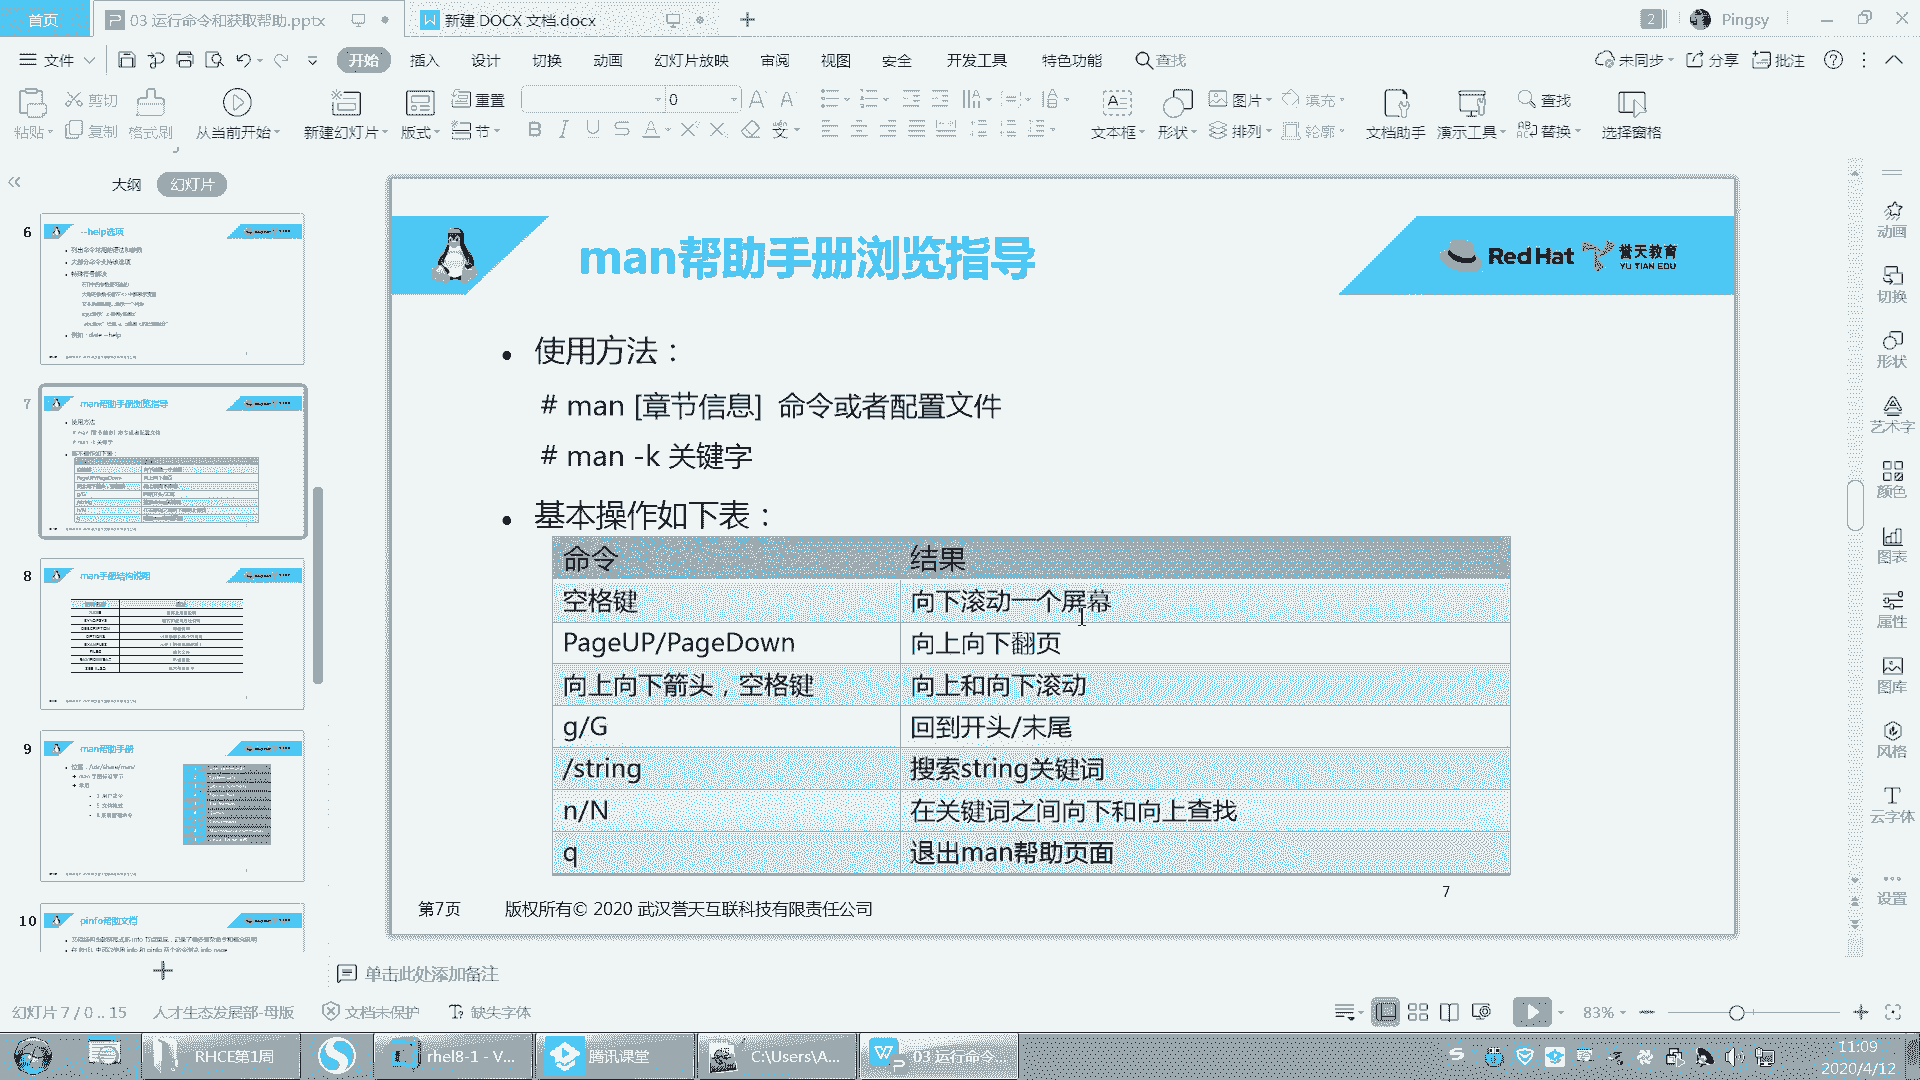 首页
03 运行命令和获取帮助.pptx
新建 DOCX 文档.docx
2
Pingsy
文件
开始
插入
设计
切换
动画
幻灯片放映
审阅
视图
安全
开发工具
特色功能
查找
未同步
分享
批注
粘贴
剪切
复制
格式刷
从当前开始
新建幻灯片
版式
重置
节
0
文本框
形状
图片
排列
填充
轮廓
文档助手
演示工具
查找
替换
选择窗格
大纲
幻灯片
6
--help选项
7
man帮助手册浏览指导
8
man手册结构说明
9
man帮助手册
10
pinfo帮助文档
man帮助手册浏览指导
Red Hat
誉天教育
YU TIAN EDU
• 使用方法：
# man [章节信息] 命令或者配置文件
# man -k 关键字
• 基本操作如下表：
命令 结果
空格键 向下滚动一个屏幕
PageUP/PageDown 向上向下翻页
向上向下箭头，空格键 向上和向下滚动
g/G 回到开头/末尾
/string 搜索string关键词
n/N 在关键词之间向下和向上查找
q 退出man帮助页面
7
第7页 版权所有© 2020 武汉誉天互联科技有限责任公司
动画
切换
形状
艺术字
颜色
图表
属性
图库
风格
云字体
设置
单击此处添加备注
幻灯片 7 / 0 .. 15
人才生态发展部-母版
文档未保护
缺失字体
83%
RHCE第1周
rhel8-1 - V...
腾讯课堂
C:\Users\A...
03 运行命令...
11:09
2020/4/12